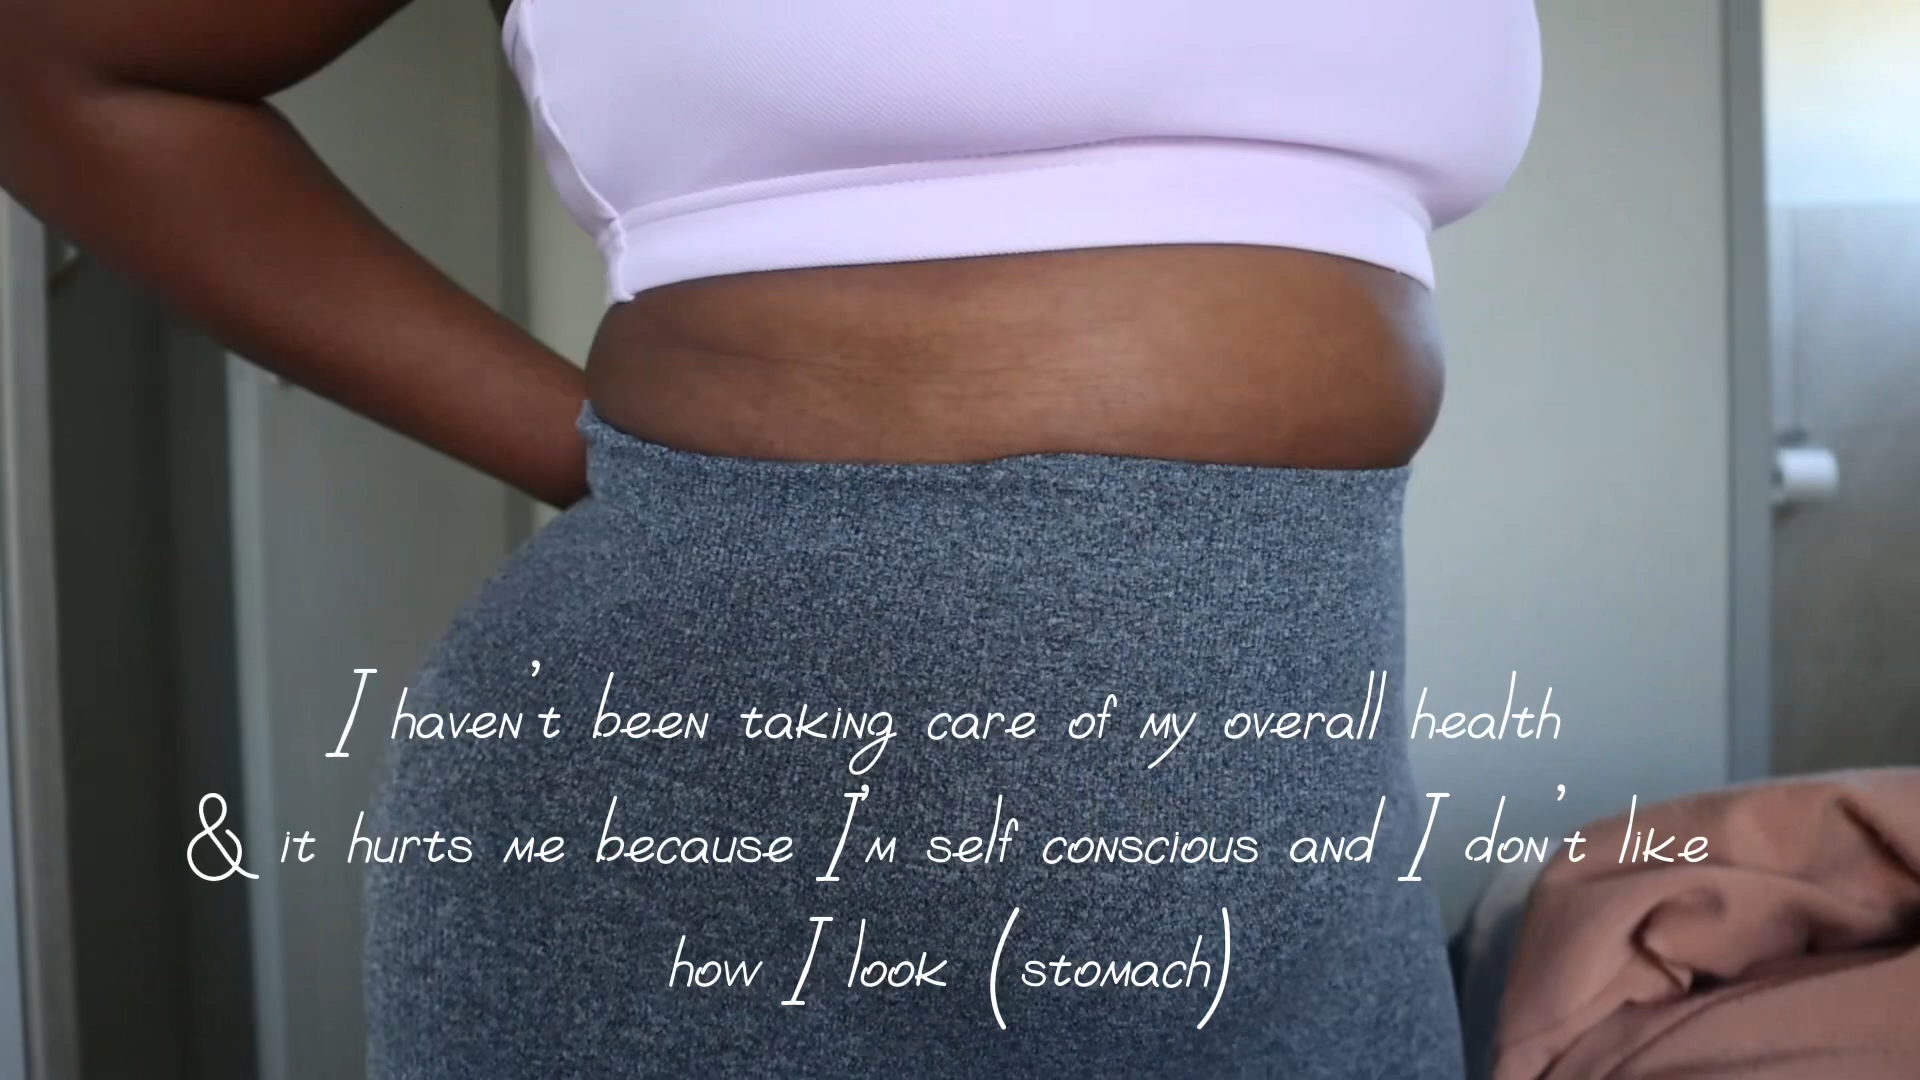 I haven't been taking care of my overall health
& it hurts me because I'm self conscious and I don't like
how I look (stomach)